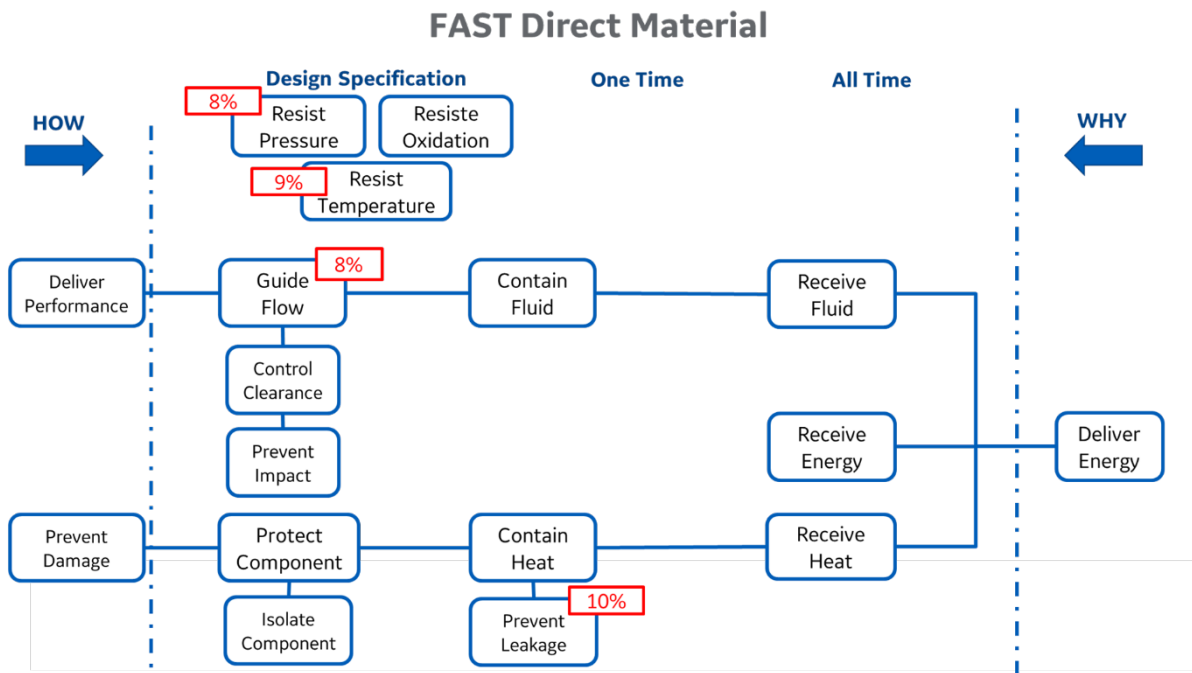 FAST Direct Material
Design Specification
One Time
All Time
HOW
WHY
8%
Resist
Pressure
Resiste
Oxidation
9%
Resist
Temperature
Deliver
Performance
Guide
Flow
8%
Contain
Fluid
Receive
Fluid
Control
Clearance
Prevent
Impact
Receive
Energy
Deliver
Energy
Prevent
Damage
Protect
Component
Contain
Heat
Receive
Heat
Isolate
Component
Prevent
Leakage
10%